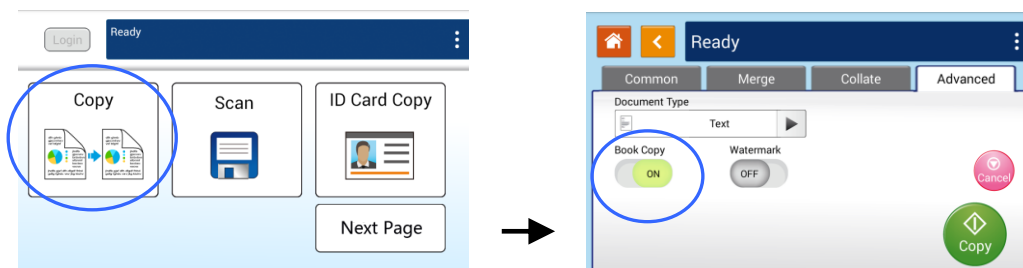 Login
Ready
Copy
Scan
ID Card Copy
Next Page
Ready
Common
Merge
Collate
Advanced
Document Type
Text
Book Copy
Watermark
ON
OFF
Cancel
Copy